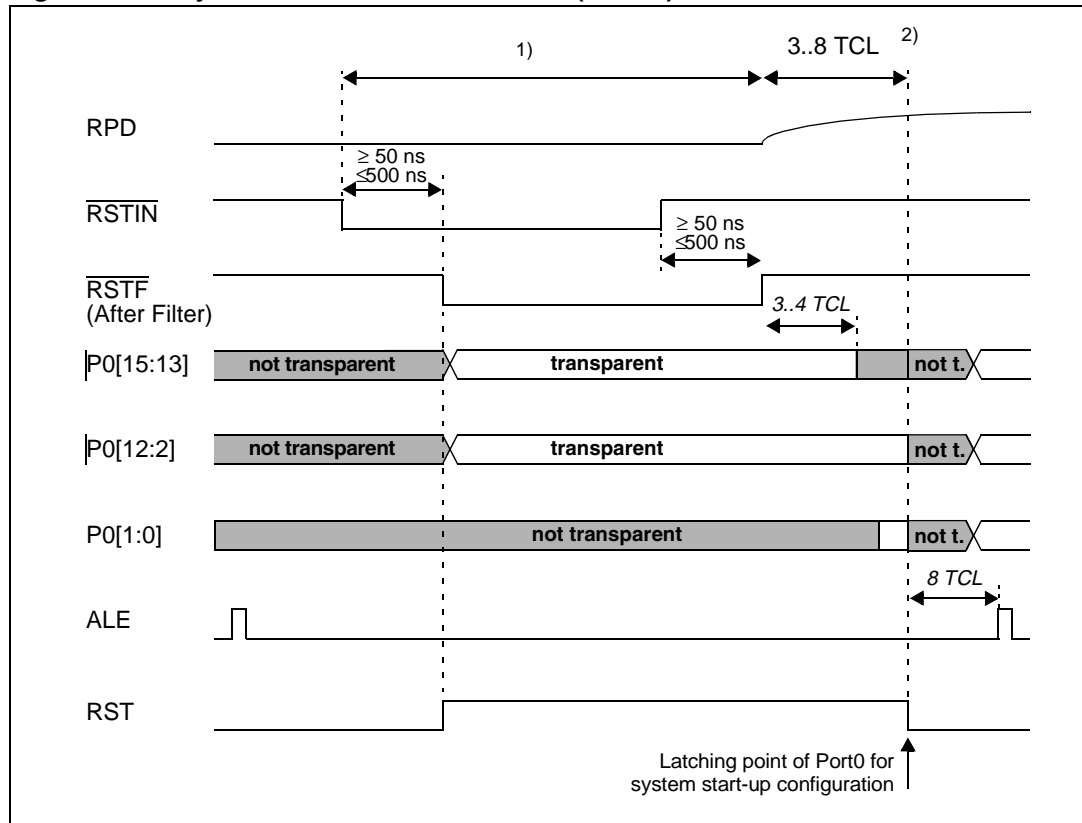 1)
3..8 TCL 2)
RPD
≥ 50 ns
≤500 ns
RSTIN
≥ 50 ns
≤500 ns
RSTF
(After Filter)
3..4 TCL
P0[15:13]
not transparent
transparent
not t.
P0[12:2]
not transparent
transparent
not t.
P0[1:0]
not transparent
not t.
8 TCL
ALE
RST
Latching point of Port0 for
system start-up configuration